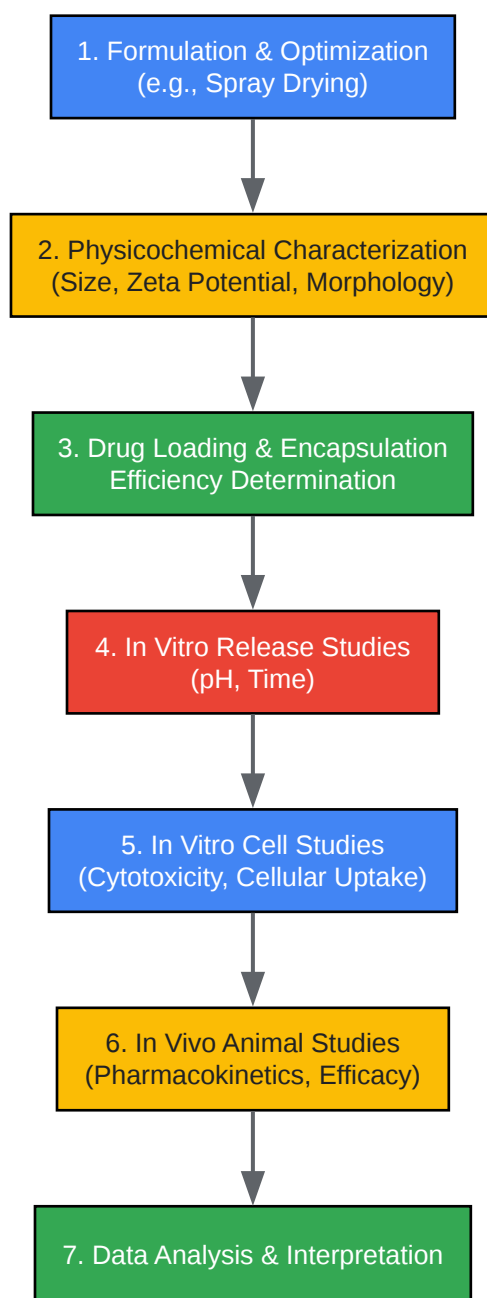 1. Formulation & Optimization
(e.g., Spray Drying)
2. Physicochemical Characterization
(Size, Zeta Potential, Morphology)
3. Drug Loading & Encapsulation
Efficiency Determination
4. In Vitro Release Studies
(pH, Time)
5. In Vitro Cell Studies
(Cytotoxicity, Cellular Uptake)
6. In Vivo Animal Studies
(Pharmacokinetics, Efficacy)
7. Data Analysis & Interpretation